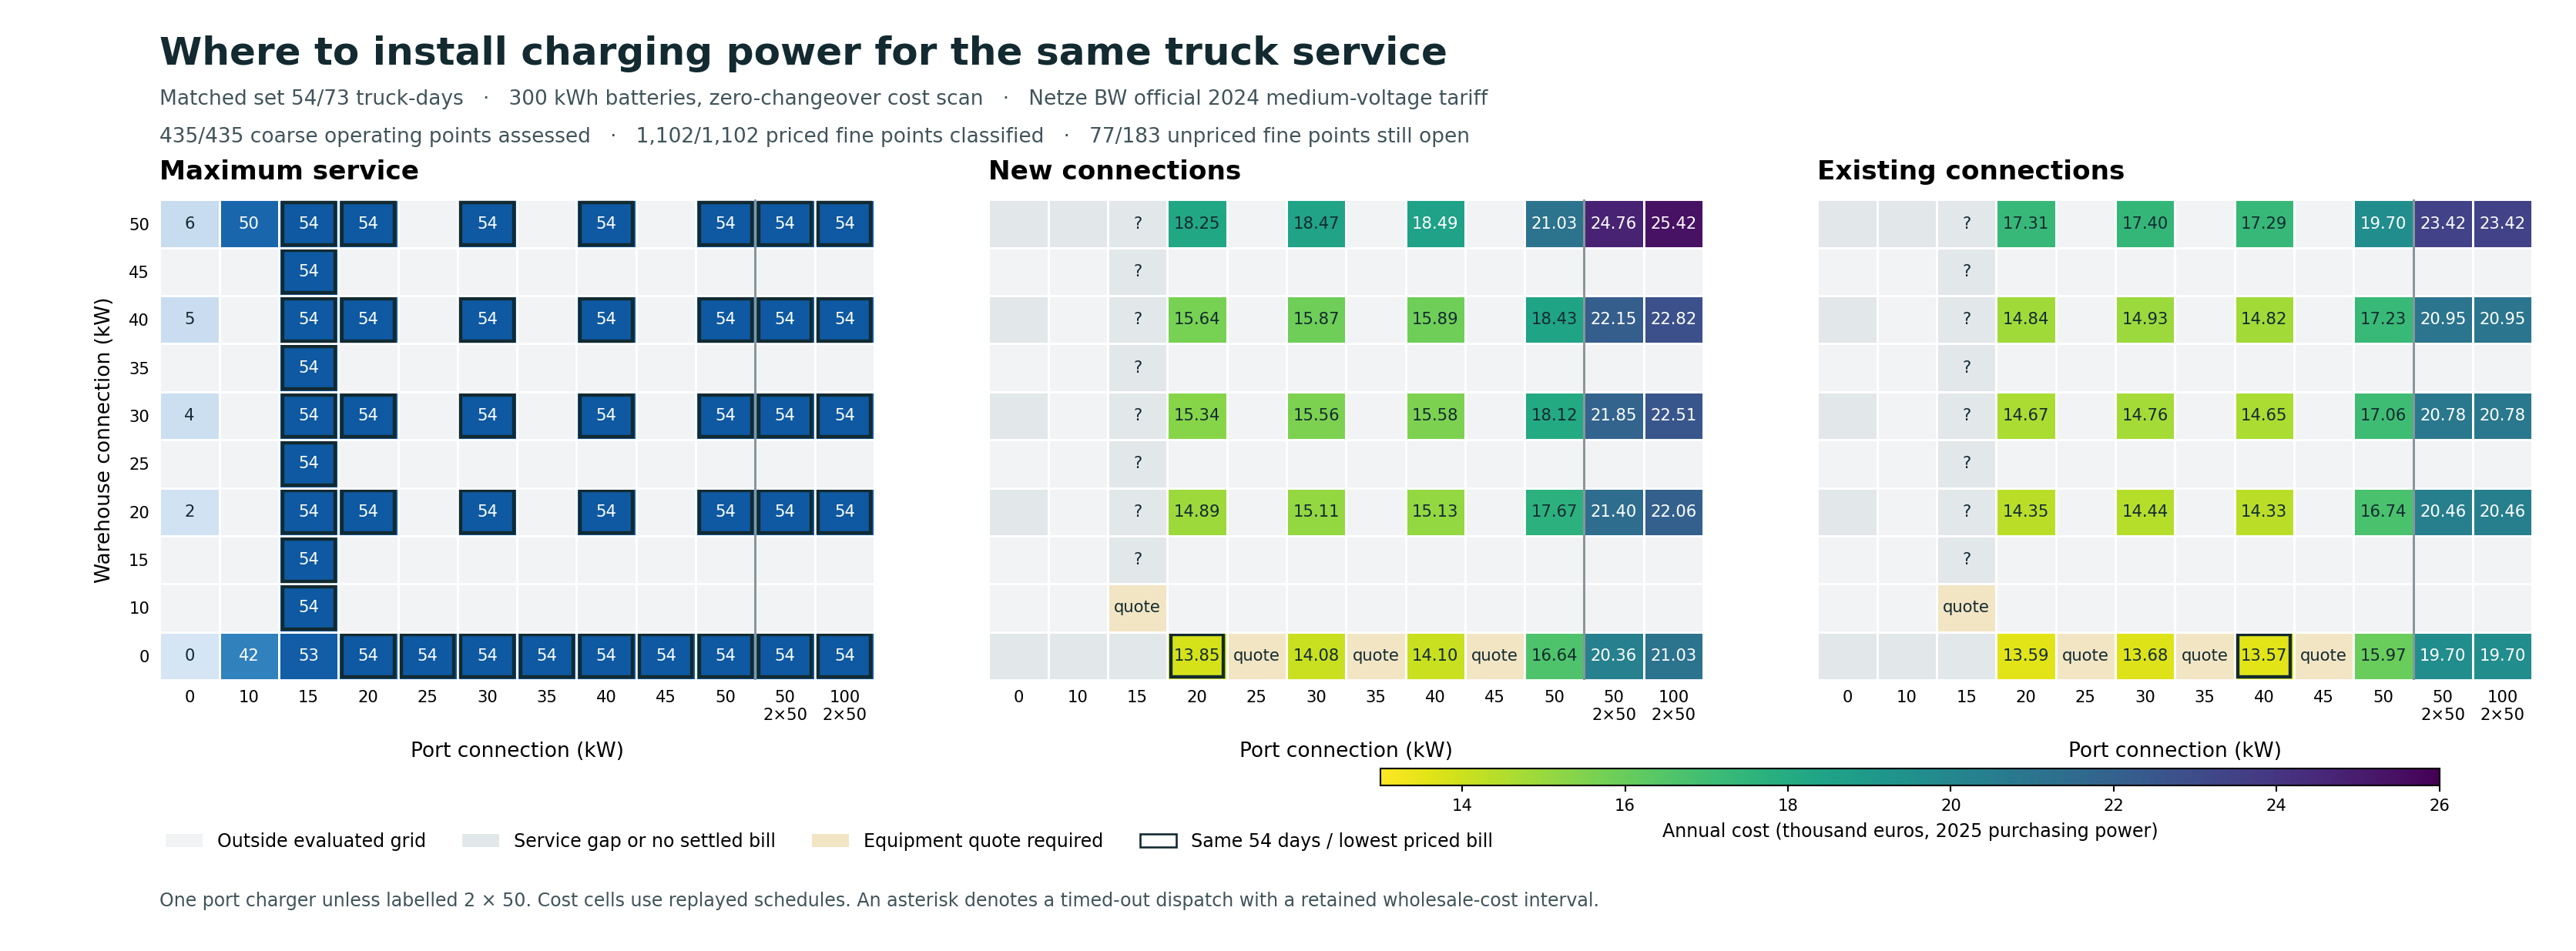 Where to install charging power for the same truck service
Matched set 54/73 truck-days · 300 kWh batteries, zero-changeover cost scan · Netze BW official 2024 medium-voltage tariff
435/435 coarse operating points assessed · 1,102/1,102 priced fine points classified · 77/183 unpriced fine points still open
Maximum service
Warehouse connection (kW)
50 6 50 54 54 54 54 54 54 54
45 54
40 5 54 54 54 54 54 54 54
35 54
30 4 54 54 54 54 54 54 54
25 54
20 2 54 54 54 54 54 54 54
15 54
10 54
0 0 42 53 54 54 54 54 54 54 54 54 54
0 10 15 20 25 30 35 40 45 50 50 100
2×50 2×50
Port connection (kW)
New connections
? 18.25 18.47 18.49 21.03 24.76 25.42
?
? 15.64 15.87 15.89 18.43 22.15 22.82
?
? 15.34 15.56 15.58 18.12 21.85 22.51
?
? 14.89 15.11 15.13 17.67 21.40 22.06
?
quote
13.85 quote 14.08 quote 14.10 quote 16.64 20.36 21.03
0 10 15 20 25 30 35 40 45 50 50 100
2×50 2×50
Port connection (kW)
Existing connections
? 17.31 17.40 17.29 19.70 23.42 23.42
?
? 14.84 14.93 14.82 17.23 20.95 20.95
?
? 14.67 14.76 14.65 17.06 20.78 20.78
?
? 14.35 14.44 14.33 16.74 20.46 20.46
?
quote
13.59 quote 13.68 quote 13.57 quote 15.97 19.70 19.70
0 10 15 20 25 30 35 40 45 50 50 100
2×50 2×50
Port connection (kW)
14 16 18 20 22 24 26
Annual cost (thousand euros, 2025 purchasing power)
Outside evaluated grid
Service gap or no settled bill
Equipment quote required
Same 54 days / lowest priced bill
One port charger unless labelled 2 × 50. Cost cells use replayed schedules. An asterisk denotes a timed-out dispatch with a retained wholesale-cost interval.